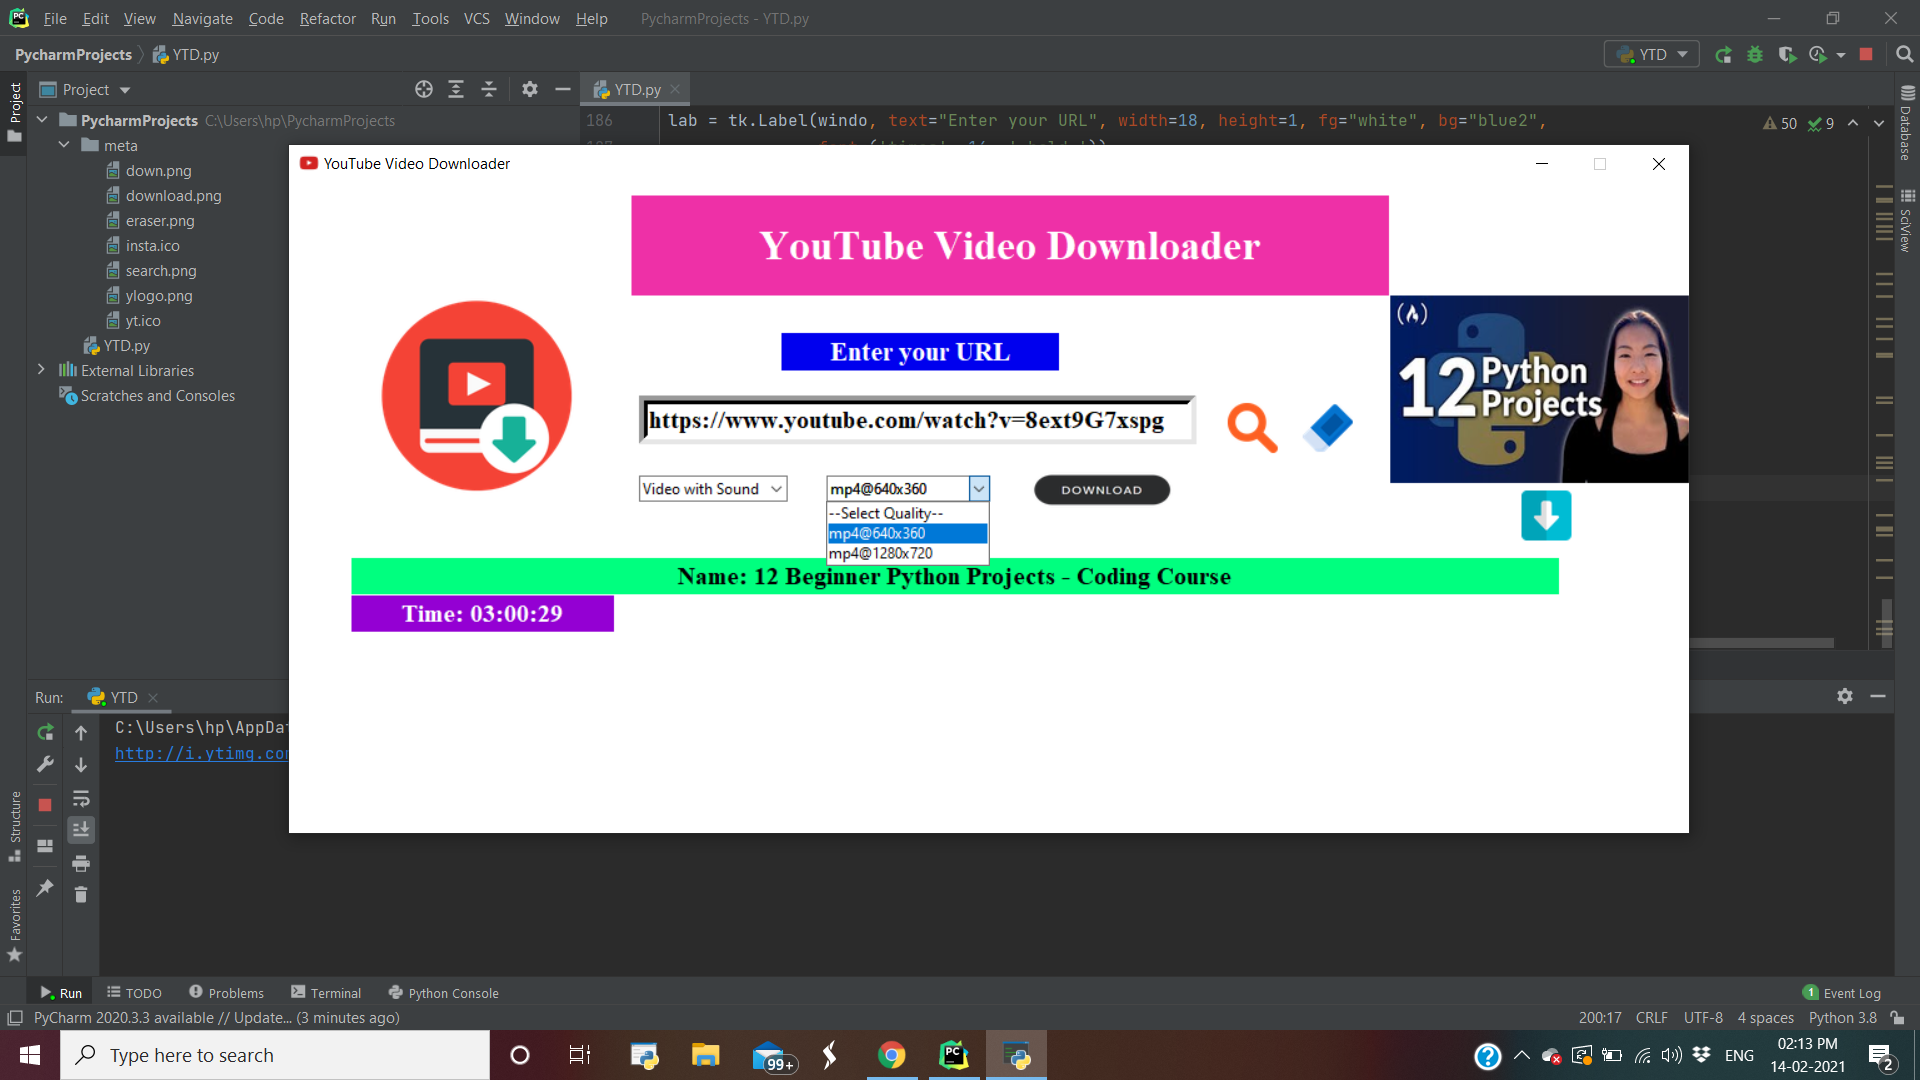 File Edit View Navigate Code Refactor Run Tools VCS Window Help PycharmProjects - YTD.py
PycharmProjects YTD.py YTD
Project YTD.py
Project
PycharmProjects C:\Users\hp\PycharmProjects
186 lab = tk.Label(windo, text="Enter your URL", width=18, height=1, fg="white", bg="blue2",
50 9
Database
SciView
meta
down.png
download.png
eraser.png
insta.ico
search.png
ylogo.png
yt.ico
YTD.py
External Libraries
Scratches and Consoles
YouTube Video Downloader
YouTube Video Downloader
Enter your URL
https://www.youtube.com/watch?v=8ext9G7xspg
12 Python
Projects
Video with Sound mp4@640x360 DOWNLOAD
--Select Quality--
mp4@640x360
mp4@1280x720
Name: 12 Beginner Python Projects - Coding Course
Time: 03:00:29
Run: YTD
C:\Users\hp\AppDat
http://i.ytimg.con
Structure
Favorites
Run TODO Problems Terminal Python Console 1 Event Log
PyCharm 2020.3.3 available // Update... (3 minutes ago) 200:17 CRLF UTF-8 4 spaces Python 3.8
Type here to search 99+ PC ENG 02:13 PM
14-02-2021
2